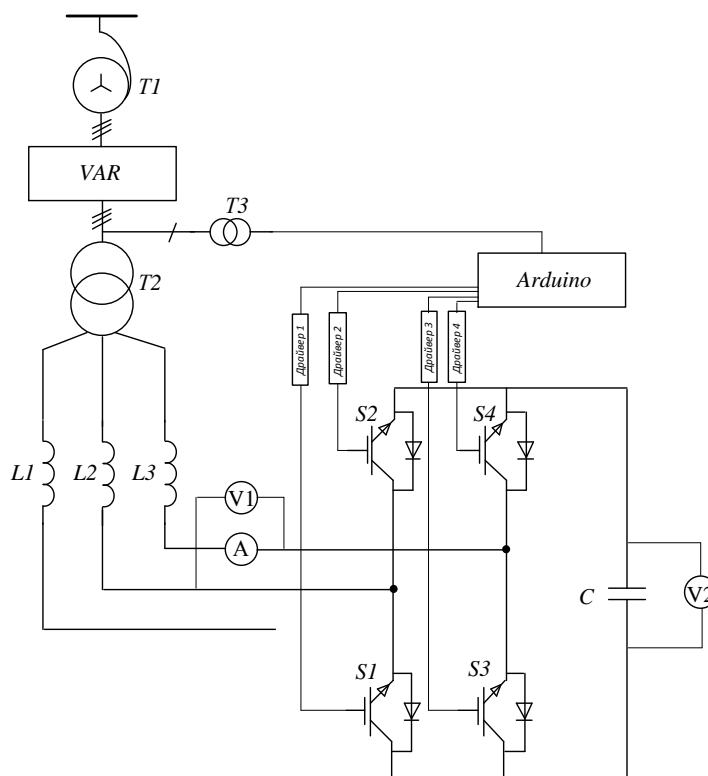 T1
VAR
T3
T2
Arduino
Драйвер 1
Драйвер 2
Драйвер 3
Драйвер 4
S2
S4
L1
L2
L3
V1
A
C
V2
S1
S3